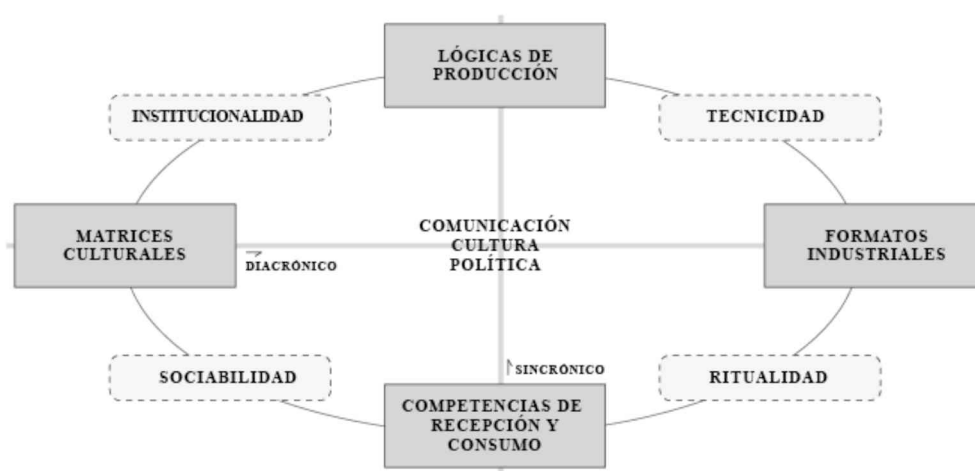 LÓGICAS DE
PRODUCCIÓN
INSTITUCIONALIDAD
TECNICIDAD
MATRICES
CULTURALES
COMUNICACIÓN
CULTURA
POLÍTICA
FORMATOS
INDUSTRIALES
DIACRÓNICO
SOCIABILIDAD
SINCRÓNICO
RITUALIDAD
COMPETENCIAS DE
RECEPCIÓN Y
CONSUMO